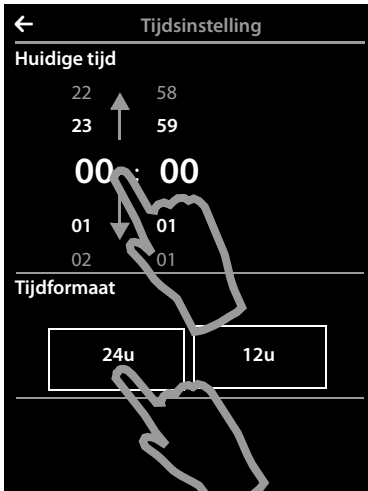 Tijdsinstelling
Huidige tijd
22 58
23 59
00 : 00
01 01
02 01
Tijdformaat
24u 12u